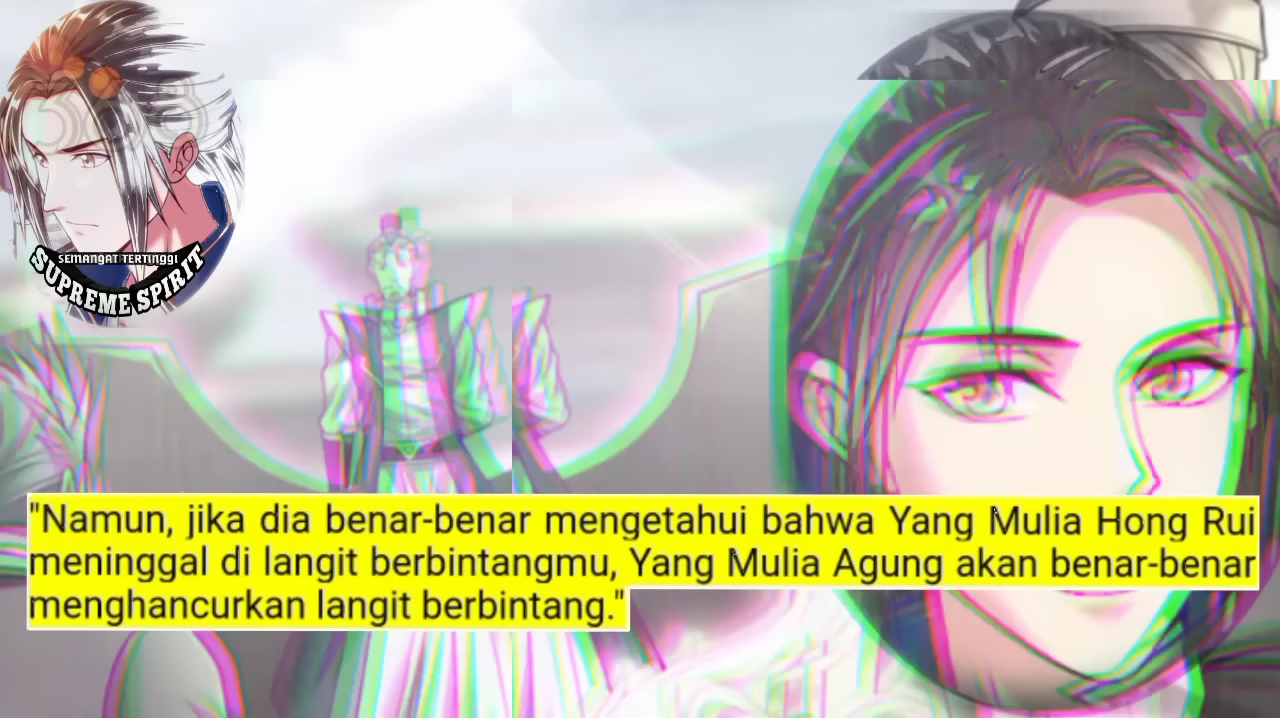 SEMANGAT TERTINGGI
SUPREME SPIRIT
"Namun, jika dia benar-benar mengetahui bahwa Yang Mulia Hong Rui
meninggal di langit berbintangmu, Yang Mulia Agung akan benar-benar
menghancurkan langit berbintang."